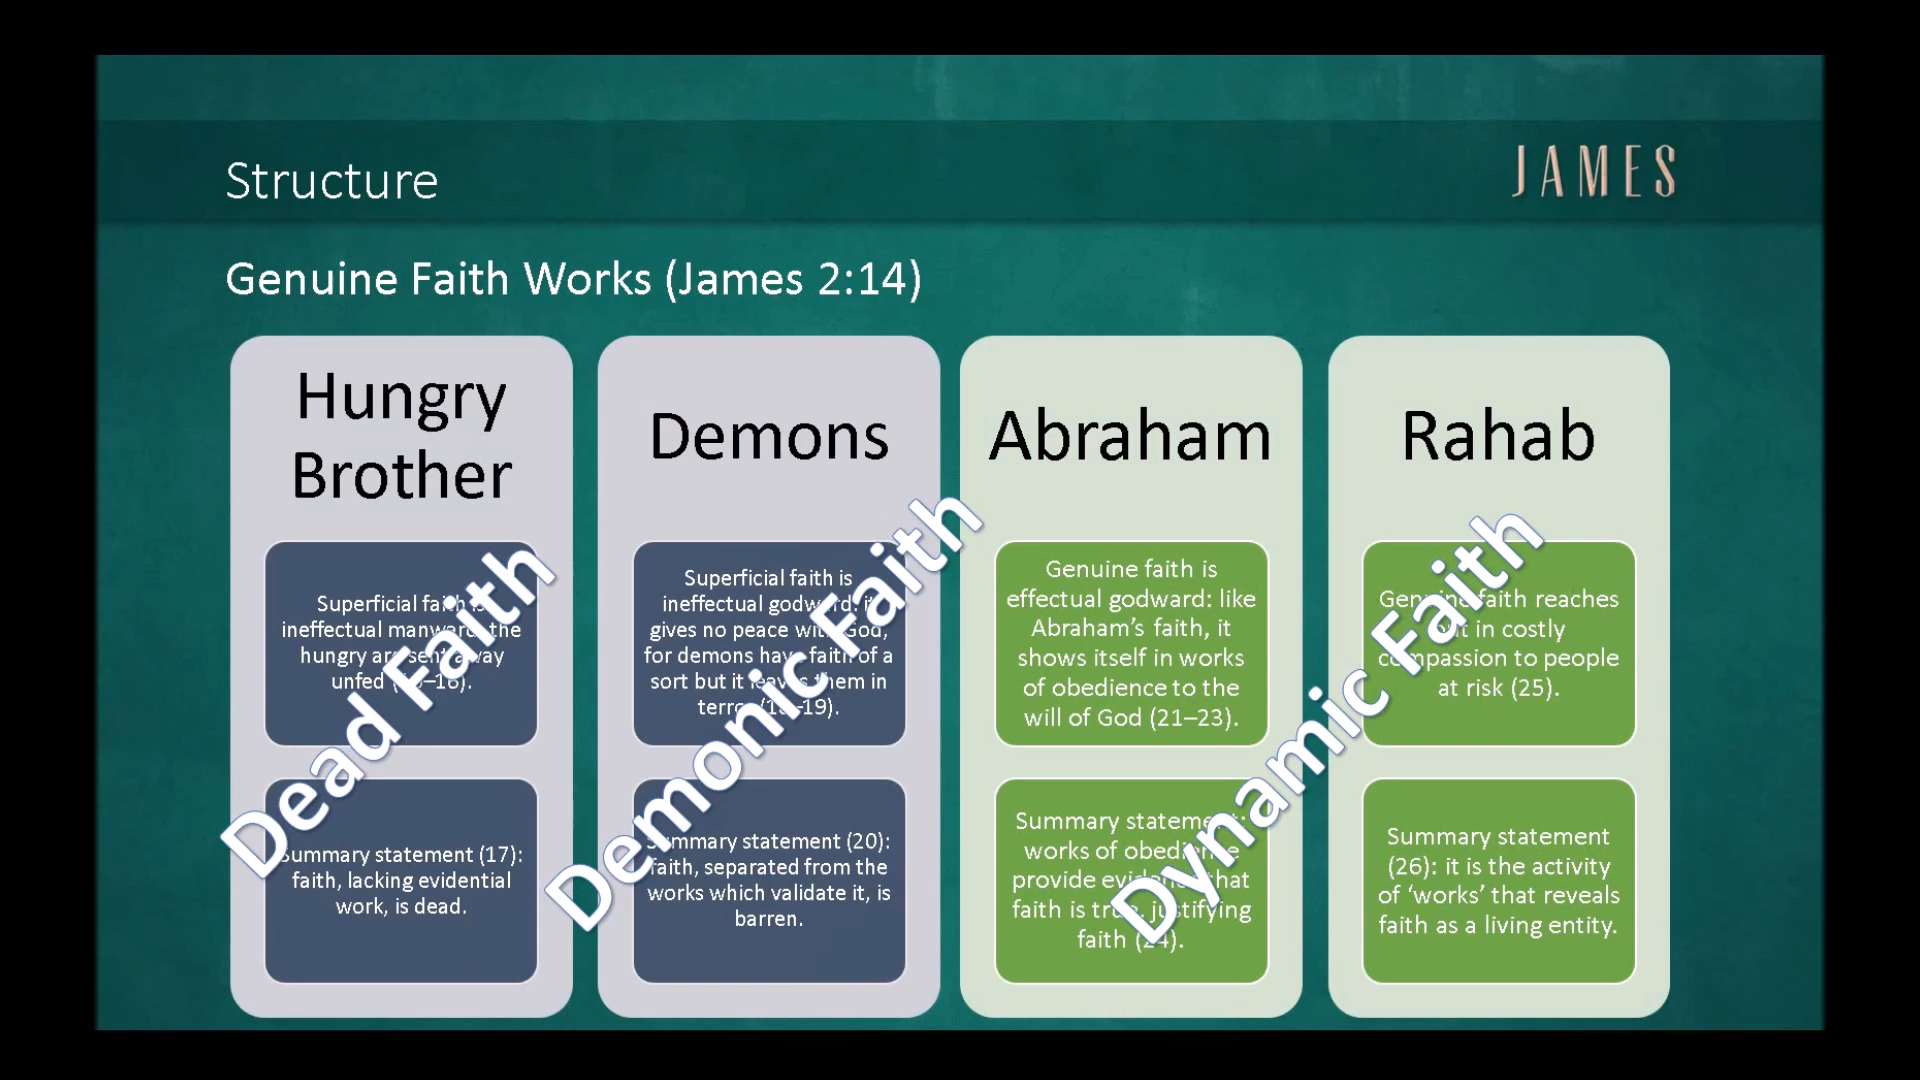 Structure
JAMES
Genuine Faith Works (James 2:14)
Hungry
Brother
Superficial faith is
ineffectual manward: the
hungry are sent away
unfed
Summary statement (17):
faith, lacking evidential
work, is dead.
Dead Faith
Demons
Superficial faith is
ineffectual godward: it
gives no peace with God,
for demons have faith of a
sort but it leaves them in
terror
Summary statement (20):
faith, separated from the
works which validate it, is
barren.
Demonic Faith
Abraham
Genuine faith is
effectual godward: like
Abraham’s faith, it
shows itself in works
of obedience to the
will of God (21–23).
Summary statement:
works of obedience
provide evidence that
faith is true, justifying
faith (24).
Dynamic Faith
Rahab
Genuine faith reaches
out in costly
compassion to people
at risk (25).
Summary statement
(26): it is the activity
of ‘works’ that reveals
faith as a living entity.